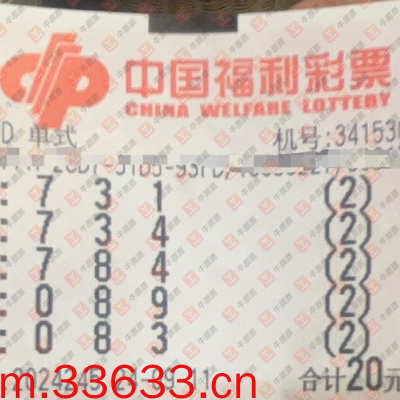 中国福利彩票
CHINA WELFARE LOTTERY
D 单式 机号:34153
: 7 3 1 (2)
: 7 3 4 (2)
: 7 8 4 (2)
: 0 8 9 (2)
: 0 8 3 (2)
合计20元
m.33633.cn